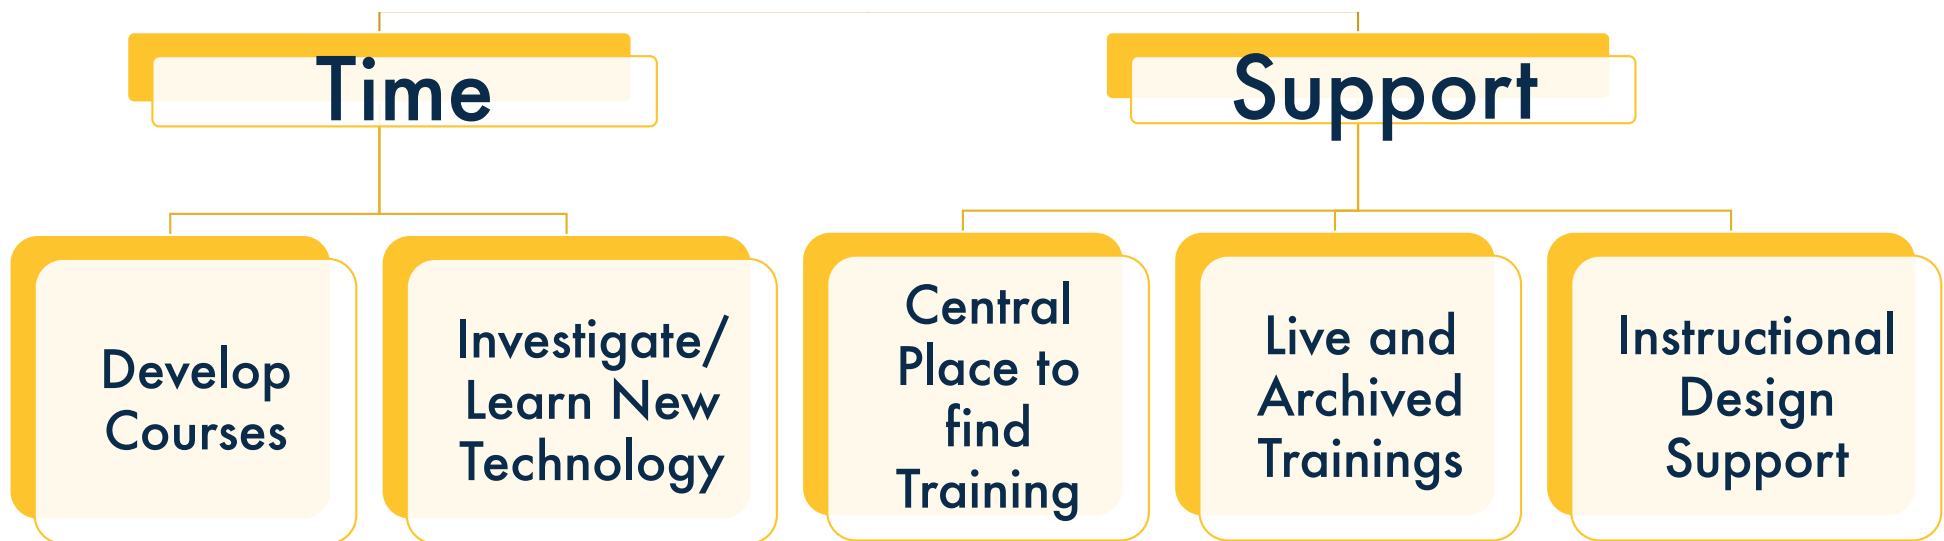 Time
Support
Develop
Courses
Investigate/
Learn New
Technology
Central
Place to
find
Training
Live and
Archived
Trainings
Instructional
Design
Support